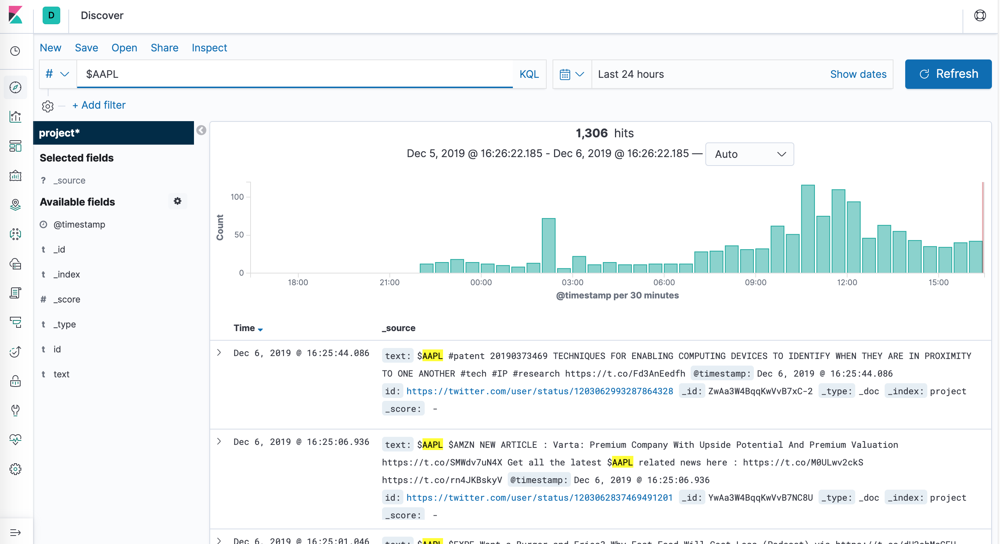 D Discover
New Save Open Share Inspect
# $AAPL KQL Last 24 hours Show dates Refresh
+ Add filter
project*
Selected fields
? _source
Available fields
@timestamp
t _id
t _index
# _score
t _type
t id
t text
1,306 hits
Dec 5, 2019 @ 16:26:22.185 - Dec 6, 2019 @ 16:26:22.185 — Auto
Count
100
50
0
18:00 21:00 00:00 03:00 06:00 09:00 12:00 15:00
@timestamp per 30 minutes
Time _source
Dec 6, 2019 @ 16:25:44.086
text: $AAPL #patent 20190373469 TECHNIQUES FOR ENABLING COMPUTING DEVICES TO IDENTIFY WHEN THEY ARE IN PROXIMITY
TO ONE ANOTHER #tech #IP #research https://t.co/Fd3AnEedfh @timestamp: Dec 6, 2019 @ 16:25:44.086
id: https://twitter.com/user/status/1203062993287864328 _id: ZwAa3W4BqqKwVvB7xC-2 _type: _doc _index: project
_score: -
Dec 6, 2019 @ 16:25:06.936
text: $AAPL $AMZN NEW ARTICLE : Varta: Premium Company With Upside Potential And Premium Valuation
https://t.co/SMWdv7uN4X Get all the latest $AAPL related news here : https://t.co/M0ULwv2ckS
https://t.co/rn4JKBskyV @timestamp: Dec 6, 2019 @ 16:25:06.936
id: https://twitter.com/user/status/1203062837469491201 _id: YwAa3W4BqqKwVvB7NC8U _type: _doc _index: project
_score: -
Dec 6, 2019 @ 16:25:01.046
text: $AAPL $EXPE Want a Burger and Fries? Why Fast Food Will Cost Less (Podcast) via